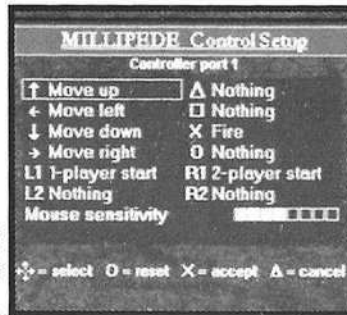 MILLIPEDE Control Setup
Controller port 1
↑ Move up
← Move left
↓ Move down
→ Move right
L1 1-player start
L2 Nothing
Mouse sensitivity
Δ Nothing
□ Nothing
X Fire
O Nothing
R1 2-player start
R2 Nothing
= select O = reset X = accept Δ = cancel